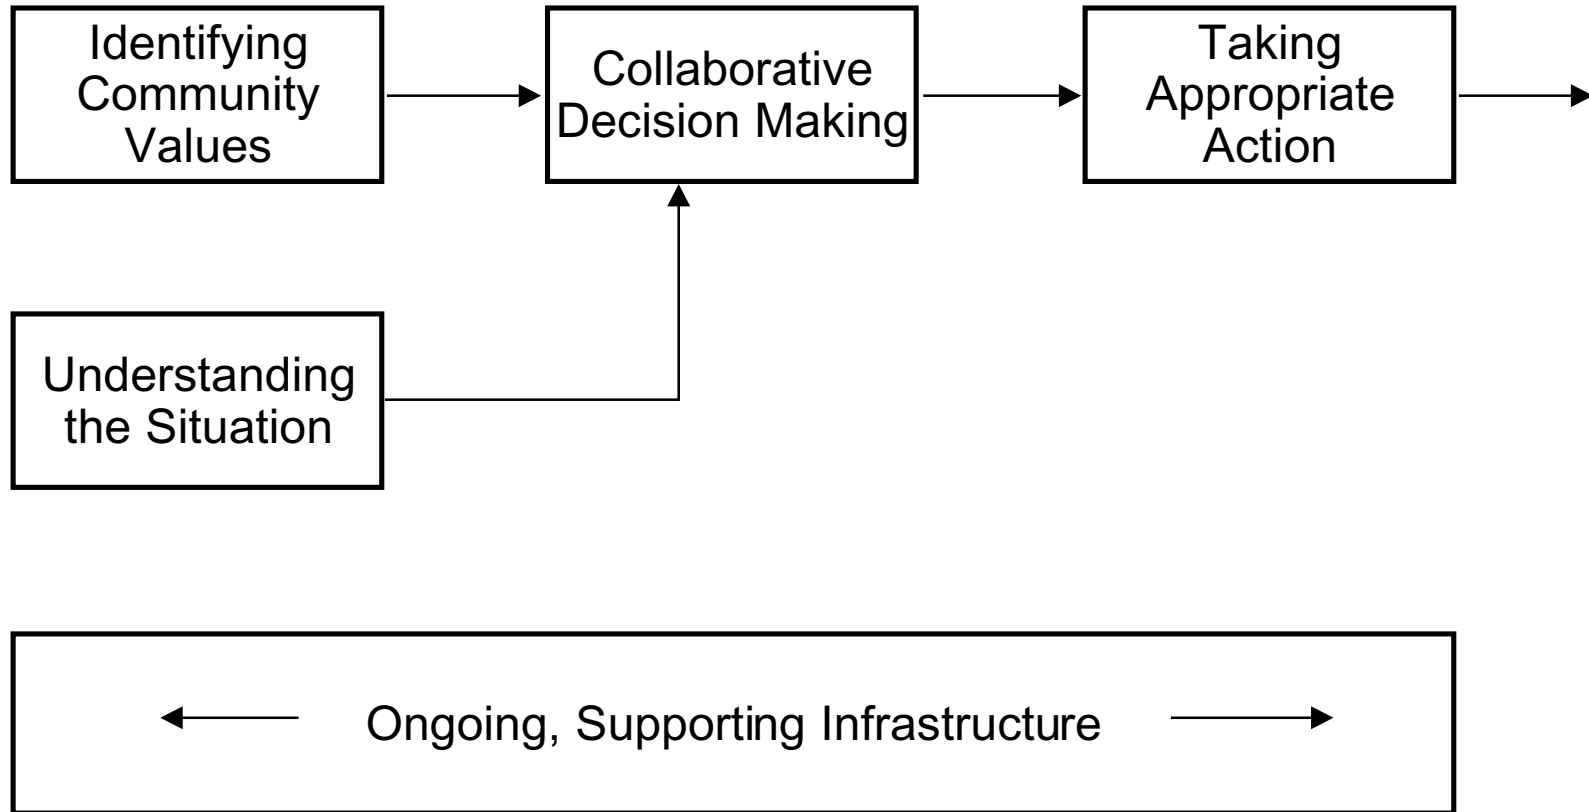 Identifying
Community
Values
Collaborative
Decision Making
Taking
Appropriate
Action
Understanding
the Situation
Ongoing, Supporting Infrastructure